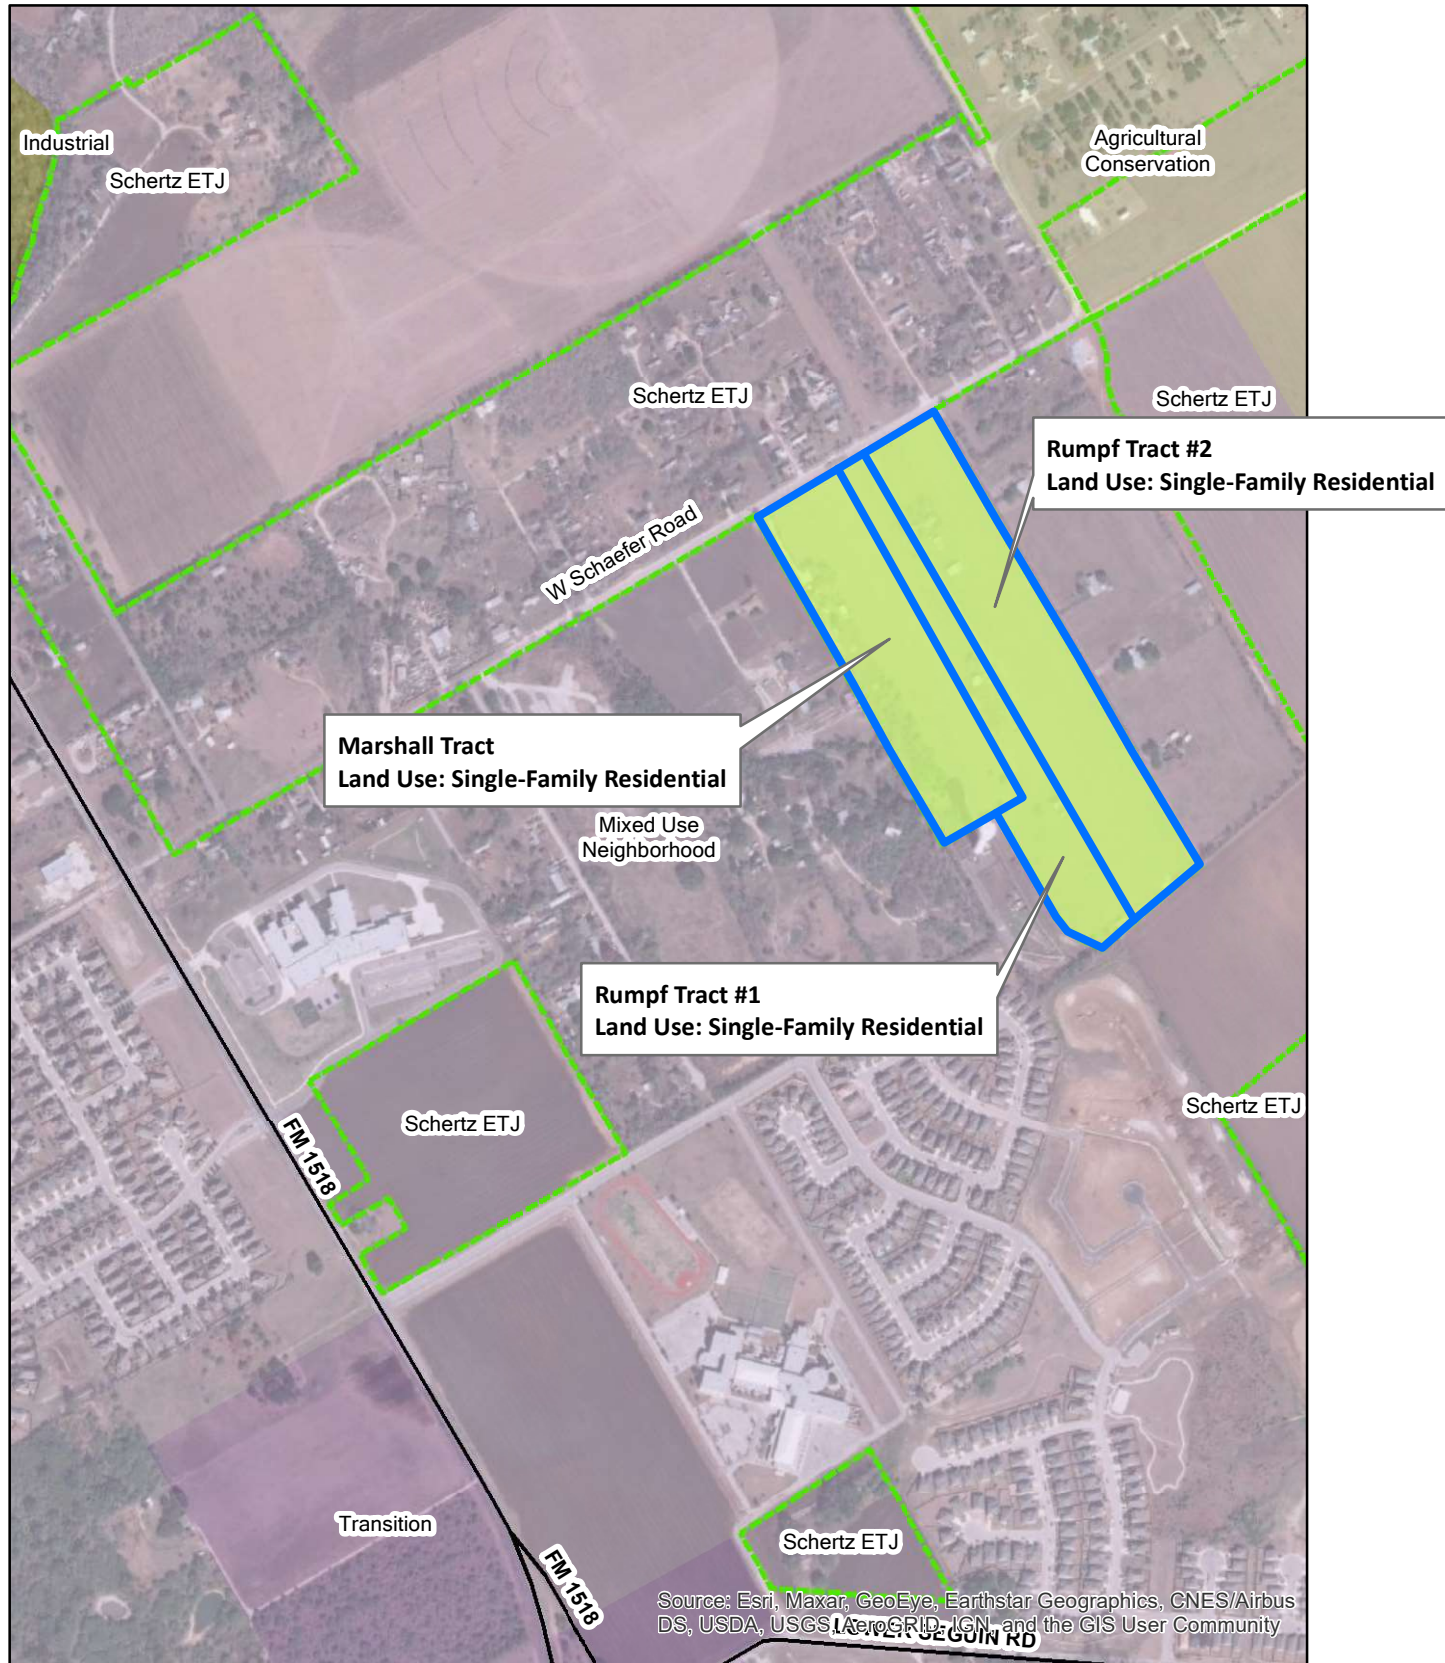 Industrial
Schertz ETJ
Agricultural
Conservation
Schertz ETJ
Schertz ETJ
Rumpf Tract #2
Land Use: Single-Family Residential
W Schaefer Road
Marshall Tract
Land Use: Single-Family Residential
Mixed Use
Neighborhood
Rumpf Tract #1
Land Use: Single-Family Residential
Schertz ETJ
Schertz ETJ
FM 1518
Transition
Schertz ETJ
FM 1518
Source: Esri, Maxar, GeoEye, Earthstar Geographics, CNES/Airbus
DS, USDA, USGS, AeroGRID, IGN, and the GIS User Community
LOWER SEGUIN RD